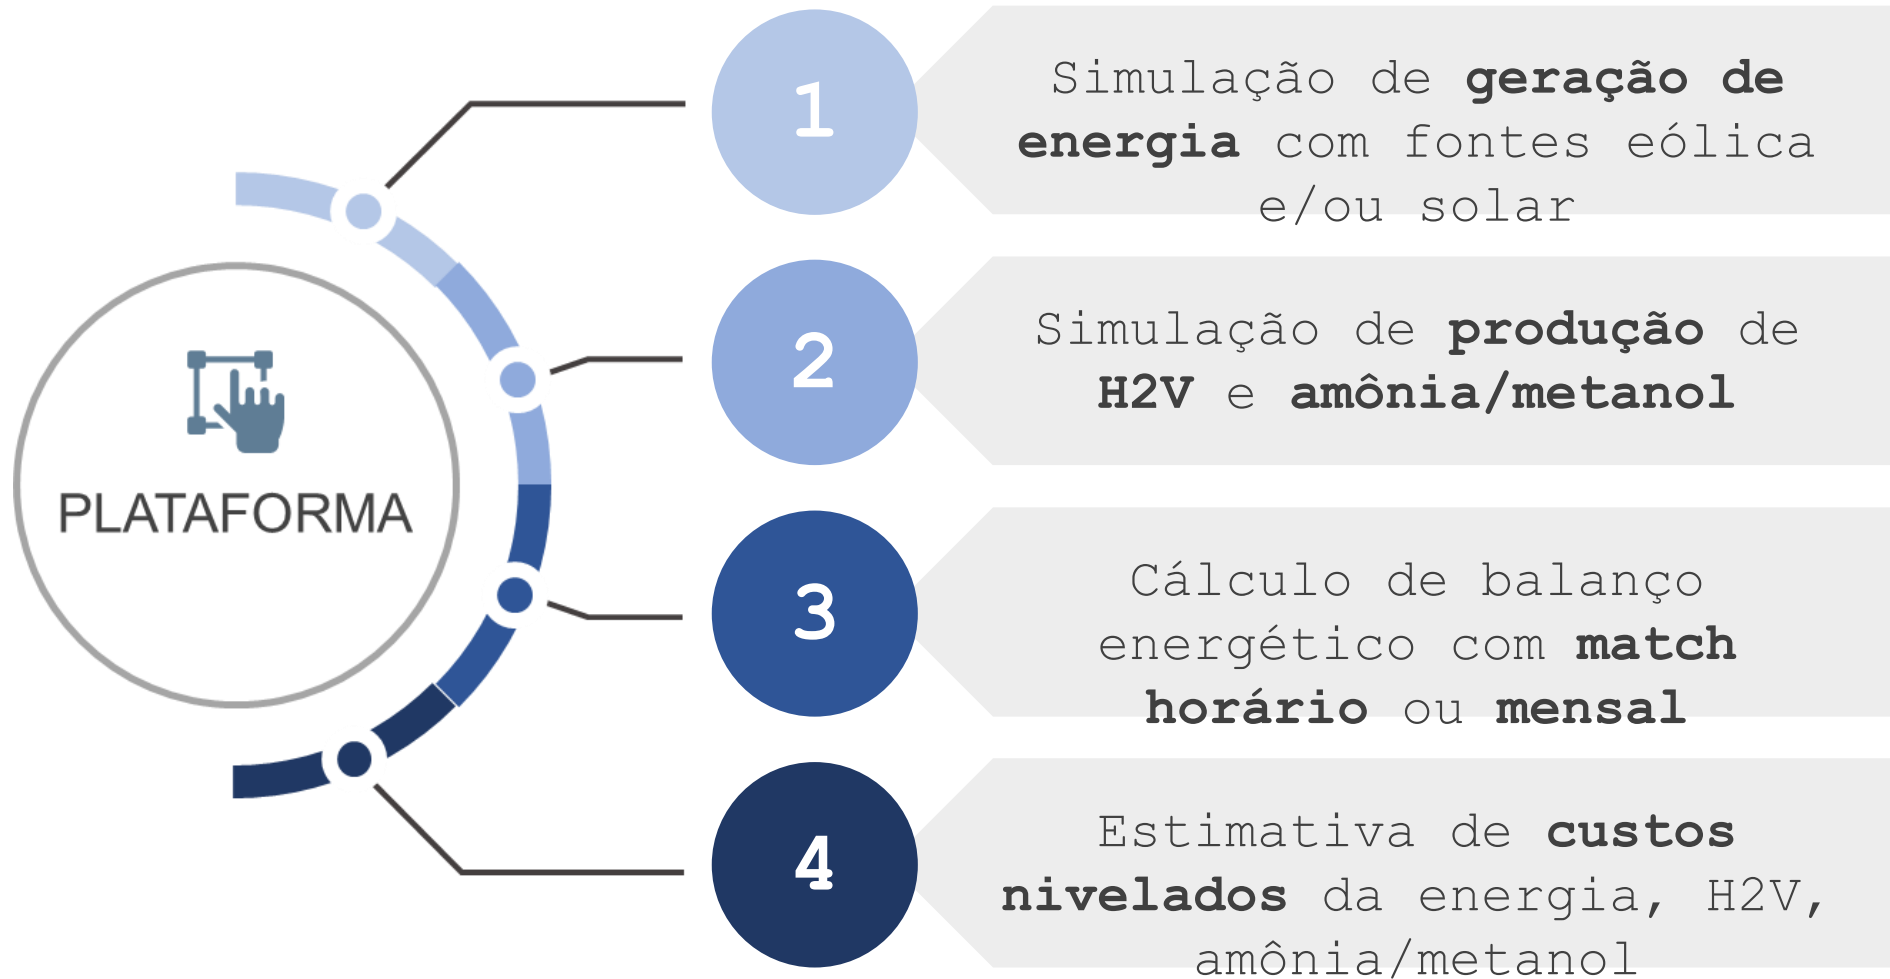 PLATAFORMA
1
Simulação de geração de
energia com fontes eólica
e/ou solar
2
Simulação de produção de
H2V e amônia/metanol
3
Cálculo de balanço
energético com match
horário ou mensal
4
Estimativa de custos
nivelados da energia, H2V,
amônia/metanol